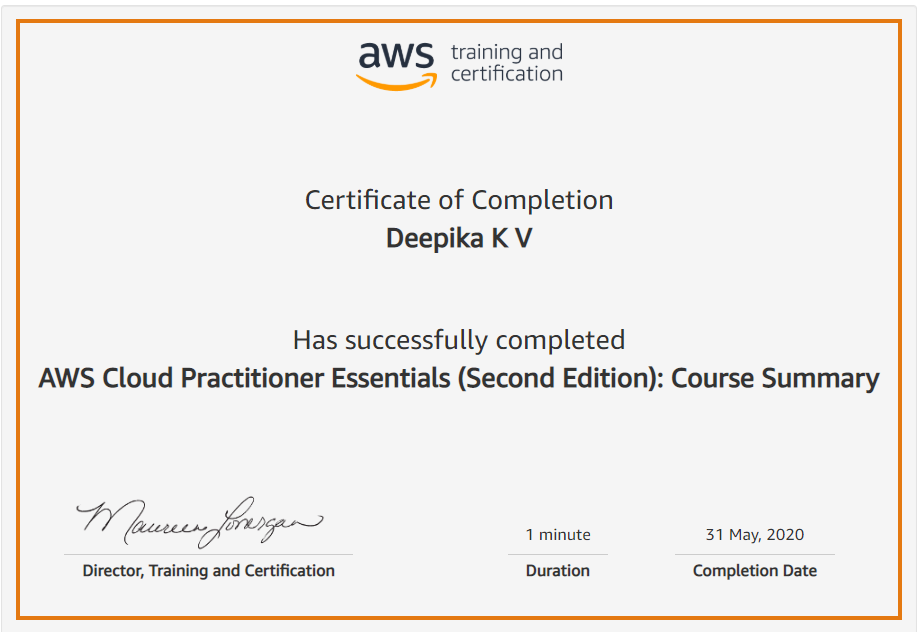 aws training and
certification
Certificate of Completion
Deepika K V
Has successfully completed
AWS Cloud Practitioner Essentials (Second Edition): Course Summary
Maureen Lonergan
1 minute
31 May, 2020
Director, Training and Certification
Duration
Completion Date